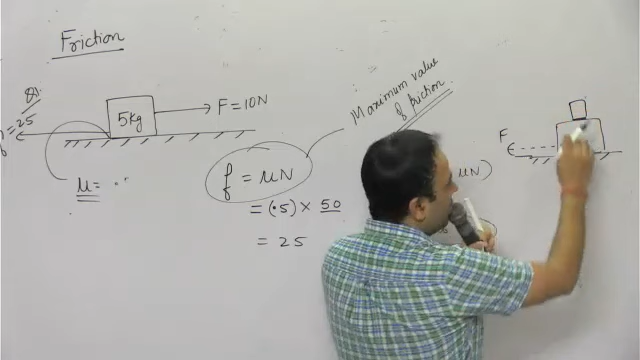 Friction
5kg
F=10N
=25
μ= ..
f = μN
= (.5) × 50
= 25
Maximum value
of friction.
μN)
F